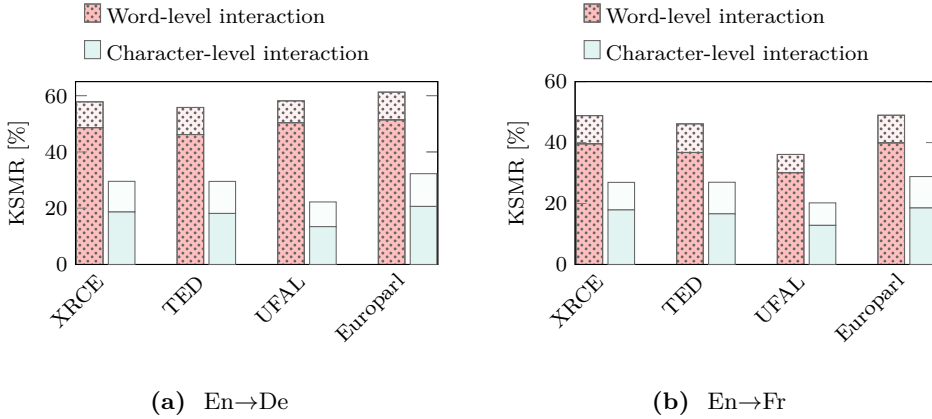 Word-level interaction
Character-level interaction
60
40
20
0
KSMR [%]
XRCE
TED
UFAL
Europarl
(a) En→De
Word-level interaction
Character-level interaction
60
40
20
0
KSMR [%]
XRCE
TED
UFAL
Europarl
(b) En→Fr